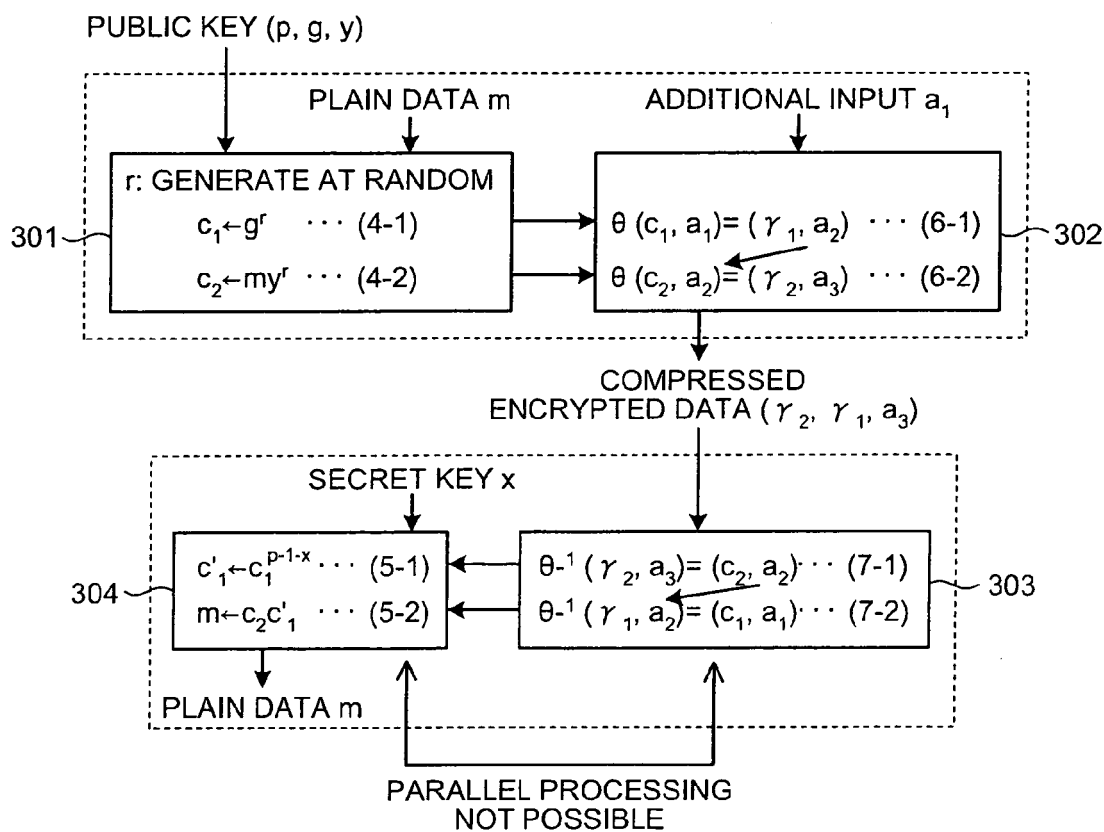 PUBLIC KEY (p, g, y)
PLAIN DATA m
ADDITIONAL INPUT a₁
r: GENERATE AT RANDOM
c₁←gʳ ··· (4-1)
c₂←myʳ ··· (4-2)
301
θ (c₁, a₁)= (γ₁, a₂) ··· (6-1)
θ (c₂, a₂)= (γ₂, a₃) ··· (6-2)
302
COMPRESSED
ENCRYPTED DATA (γ₂, γ₁, a₃)
SECRET KEY x
c'₁←c₁ᵖ⁻¹⁻ˣ ··· (5-1)
m←c₂c'₁ ··· (5-2)
304
θ-¹ (γ₂, a₃)= (c₂, a₂)··· (7-1)
θ-¹ (γ₁, a₂)= (c₁, a₁)··· (7-2)
303
PLAIN DATA m
PARALLEL PROCESSING
NOT POSSIBLE